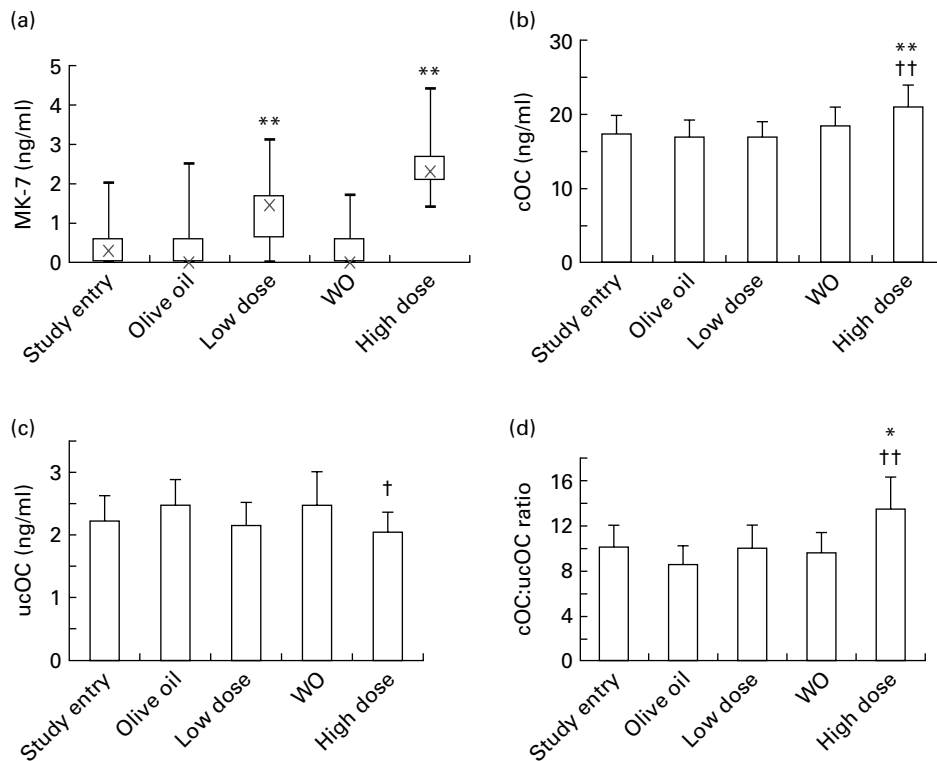 (a)
MK-7 (ng/ml)
5
4
3
2
1
0
**
**
Study entry
Olive oil
Low dose
WO
High dose
(b)
cOC (ng/ml)
30
20
10
0
**
††
Study entry
Olive oil
Low dose
WO
High dose
(c)
ucOC (ng/ml)
3
2
1
0
†
Study entry
Olive oil
Low dose
WO
High dose
(d)
cOC:ucOC ratio
16
12
8
4
0
*
††
Study entry
Olive oil
Low dose
WO
High dose